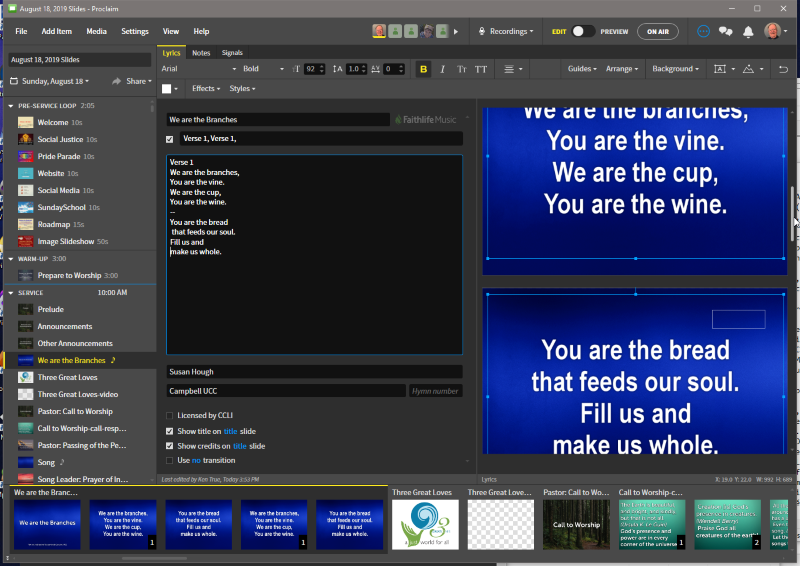 August 18, 2019 Slides - Proclaim
File Add Item Media Settings View Help
Recordings
EDIT PREVIEW
ON AIR
August 18, 2019 Slides
Sunday, August 18
Share
Lyrics Notes Signals
Arial Bold 92 1.0 0 B I Tr TT Guides Arrange Background
Effects Styles
PRE-SERVICE LOOP 2:05
Welcome 10s
Social Justice 10s
Pride Parade 10s
Website 10s
Social Media 10s
SundaySchool 10s
Roadmap 15s
Image Slideshow 50s
WARM-UP 3:00
Prepare to Worship 3:00
SERVICE 10:00 AM
Prelude
Announcements
Other Announcements
We are the Branches
Three Great Loves
Three Great Loves-video
Pastor: Call to Worship
Call to Worship-call-resp...
Pastor: Passing of the Pe...
Song
Song Leader: Prayer of In...
We are the Branches
Faithlife Music
Verse 1, Verse 1,
Verse 1
We are the branches,
You are the vine.
We are the cup,
You are the wine.
--
You are the bread
that feeds our soul.
Fill us and
make us whole.
Susan Hough
Campbell UCC
Hymn number
Licensed by CCLI
Show title on title slide
Show credits on title slide
Use no transition
Last edited by Ken True, Today 3:53 PM
We are the branches,
You are the vine.
We are the cup,
You are the wine.
You are the bread
that feeds our soul.
Fill us and
make us whole.
Lyrics
X: 19.0 Y: 22.0 W: 992 H: 689
We are the Branc...
We are the Branches
We are the branches,
You are the vine.
We are the cup,
You are the wine.
1
You are the bread
that feeds our soul.
Fill us and
make us whole.
We are the branches,
You are the vine.
We are the cup,
You are the wine.
1
You are the bread
that feeds our soul.
Fill us and
make us whole.
Three Great Loves
Three Great Love...
Pastor: Call to Wo...
Call to Worship
Call to Worship-c...
God's presence and
power are in every
corner of the universe
1
Wendell Berry
Praise God all
creatures of the earth
2